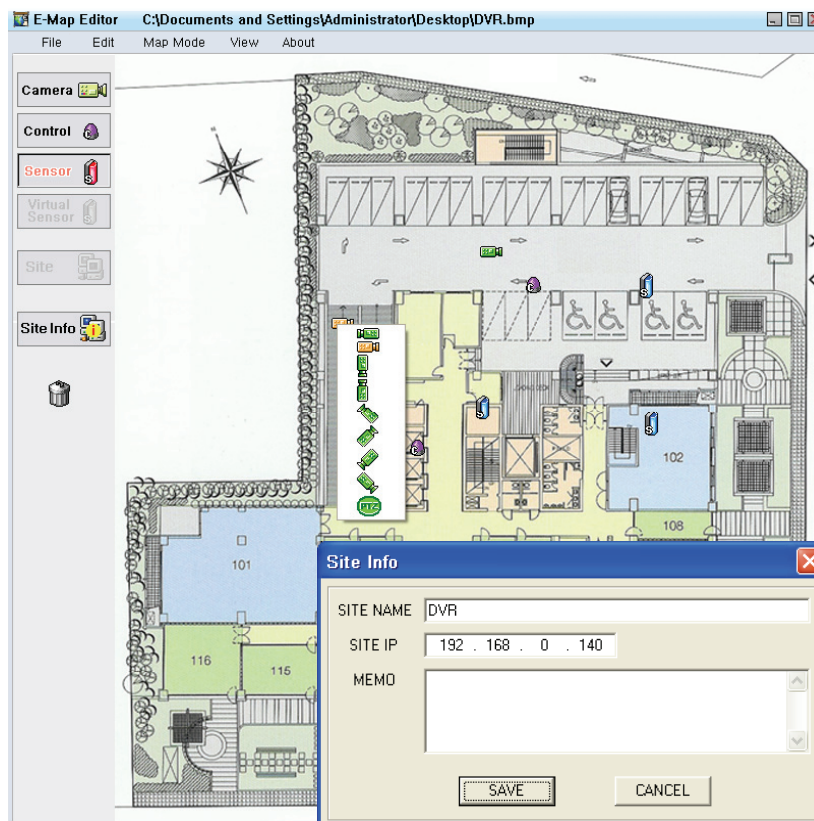 E-Map Editor C:\Documents and Settings\Administrator\Desktop\DVR.bmp
File Edit Map Mode View About
Camera
Control
Sensor
S
Virtual
Sensor
S
Site
Site Info
S
S
S
102
PTZ
108
101
116
115
Site Info
SITE NAME DVR
SITE IP 192 . 168 . 0 . 140
MEMO
SAVE CANCEL